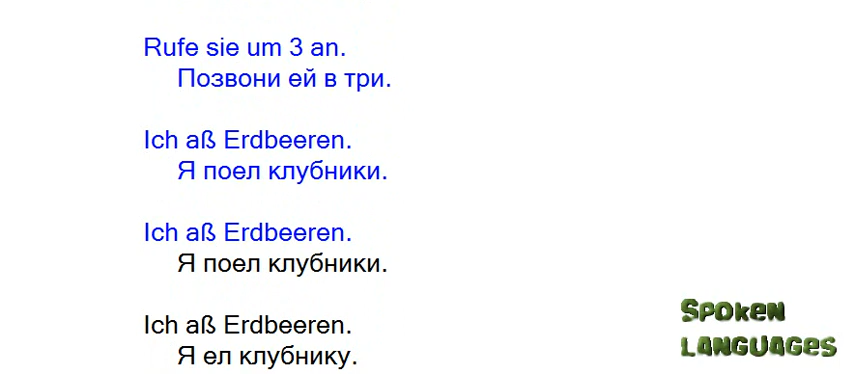 Rufe sie um 3 an.
Позвони ей в три.
Ich aß Erdbeeren.
Я поел клубники.
Ich aß Erdbeeren.
Я поел клубники.
Ich aß Erdbeeren.
Я ел клубнику.
Spoken
Languages